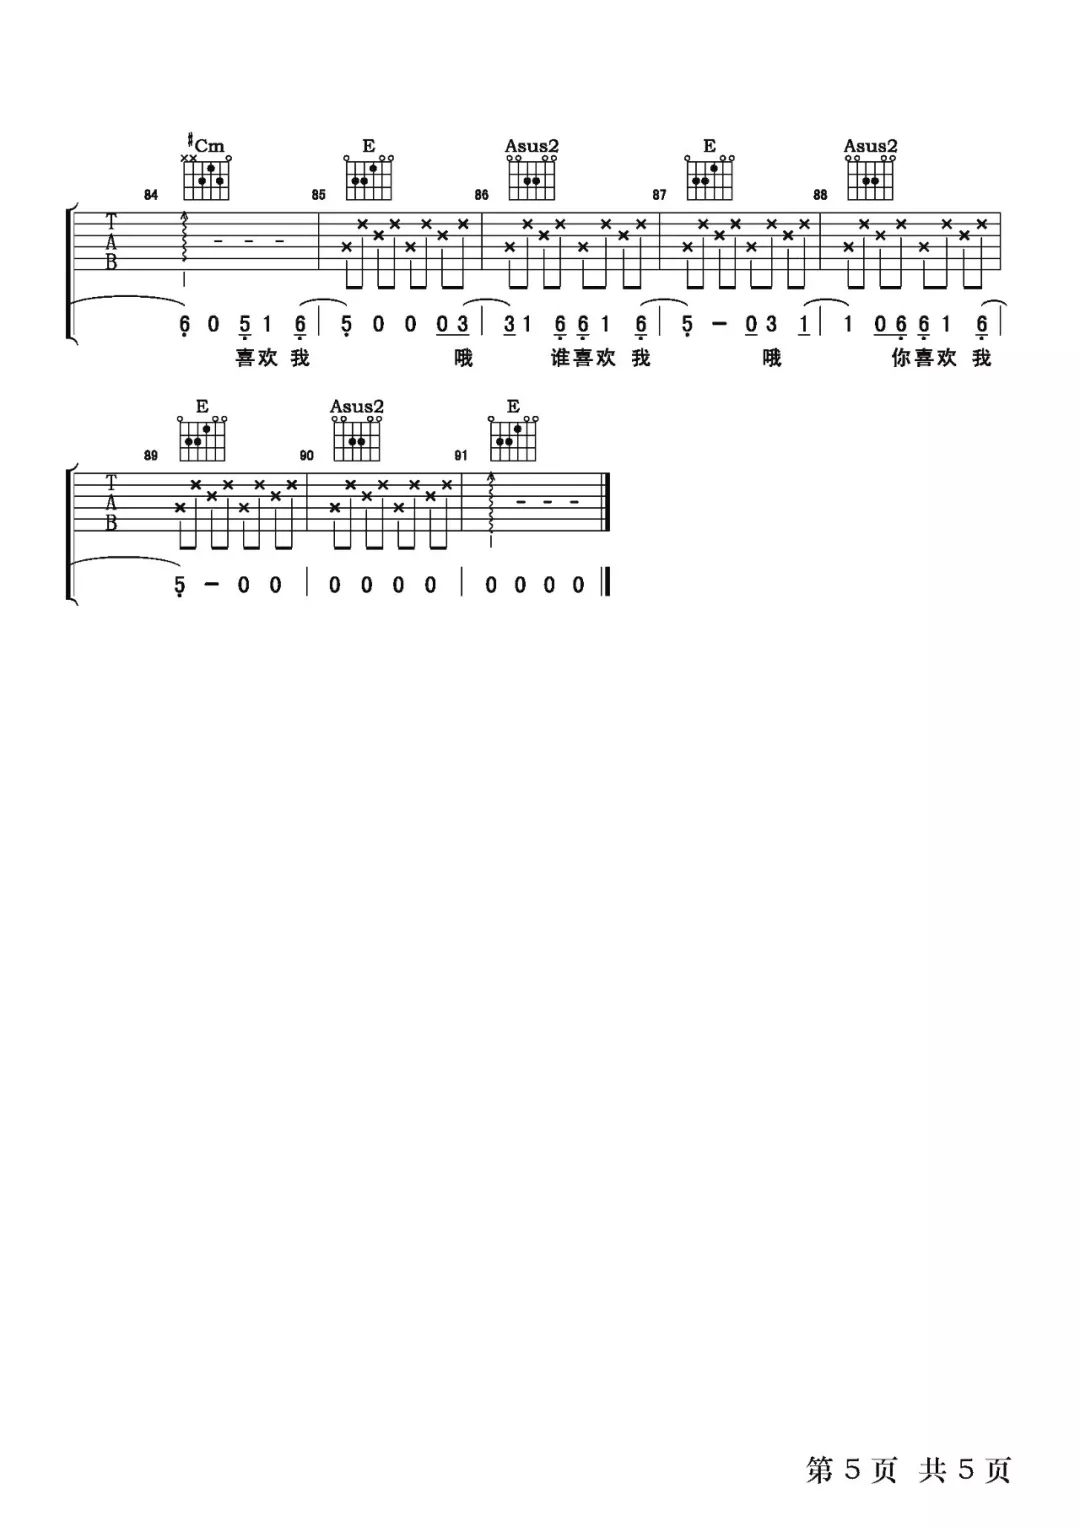 ♯Cm E Asus2 E Asus2
84 85 86 87 88
T
A
B
6 0 5 1 6 | 5 0 0 0 3 | 3 1 6 6 1 6 | 5 - 0 3 1 | 1 0 6 6 1 6 |
喜欢 我 哦 谁喜欢 我 哦 你喜欢 我
E Asus2 E
89 90 91
T
A
B
5 - 0 0 | 0 0 0 0 | 0 0 0 0
第 5 页 共 5 页